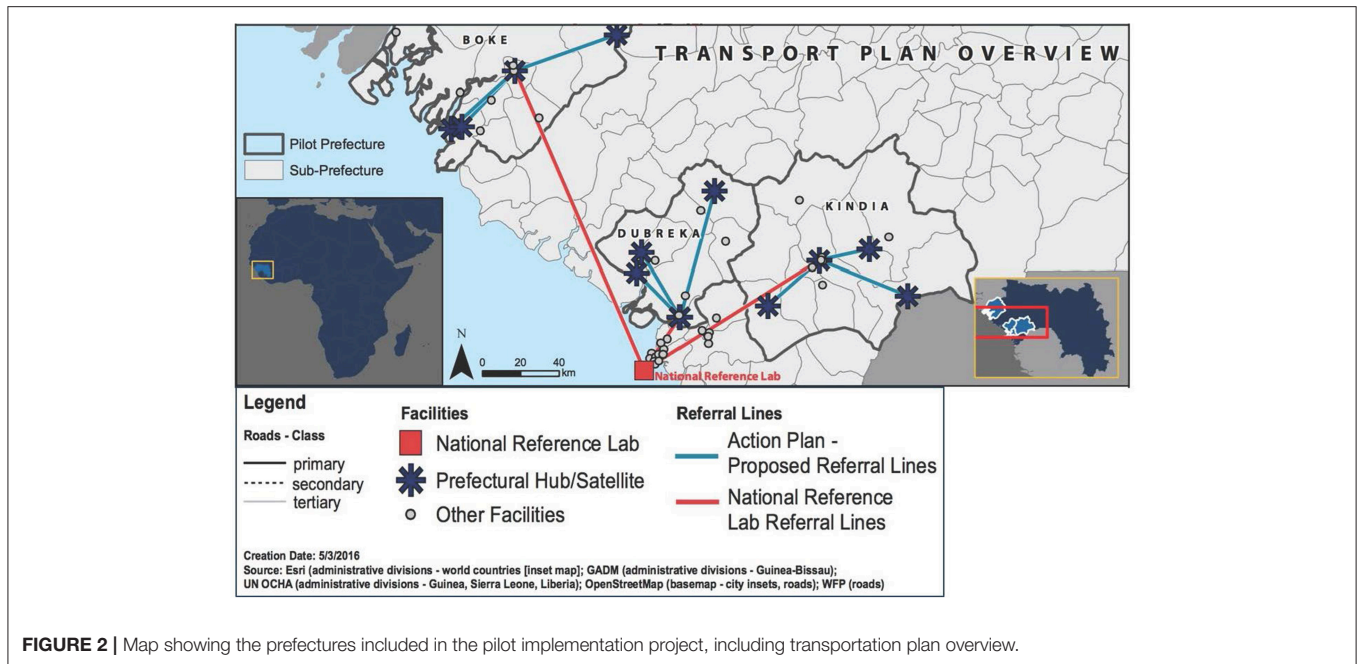 BOKE
TRANSPORT PLAN OVERVIEW
Pilot Prefecture
Sub-Prefecture
KINDIA
DUBREKA
N
0 20 40
km
National Reference Lab
Legend
Roads - Class
primary
secondary
tertiary
Facilities
National Reference Lab
Prefectural Hub/Satellite
Other Facilities
Referral Lines
Action Plan -
Proposed Referral Lines
National Reference
Lab Referral Lines
Creation Date: 5/3/2016
Source: Esri (administrative divisions - world countries [inset map]; GADM (administrative divisions - Guinea-Bissau);
UN OCHA (administrative divisions - Guinea, Sierra Leone, Liberia); OpenStreetMap (basemap - city insets, roads); WFP (roads)
FIGURE 2 | Map showing the prefectures included in the pilot implementation project, including transportation plan overview.